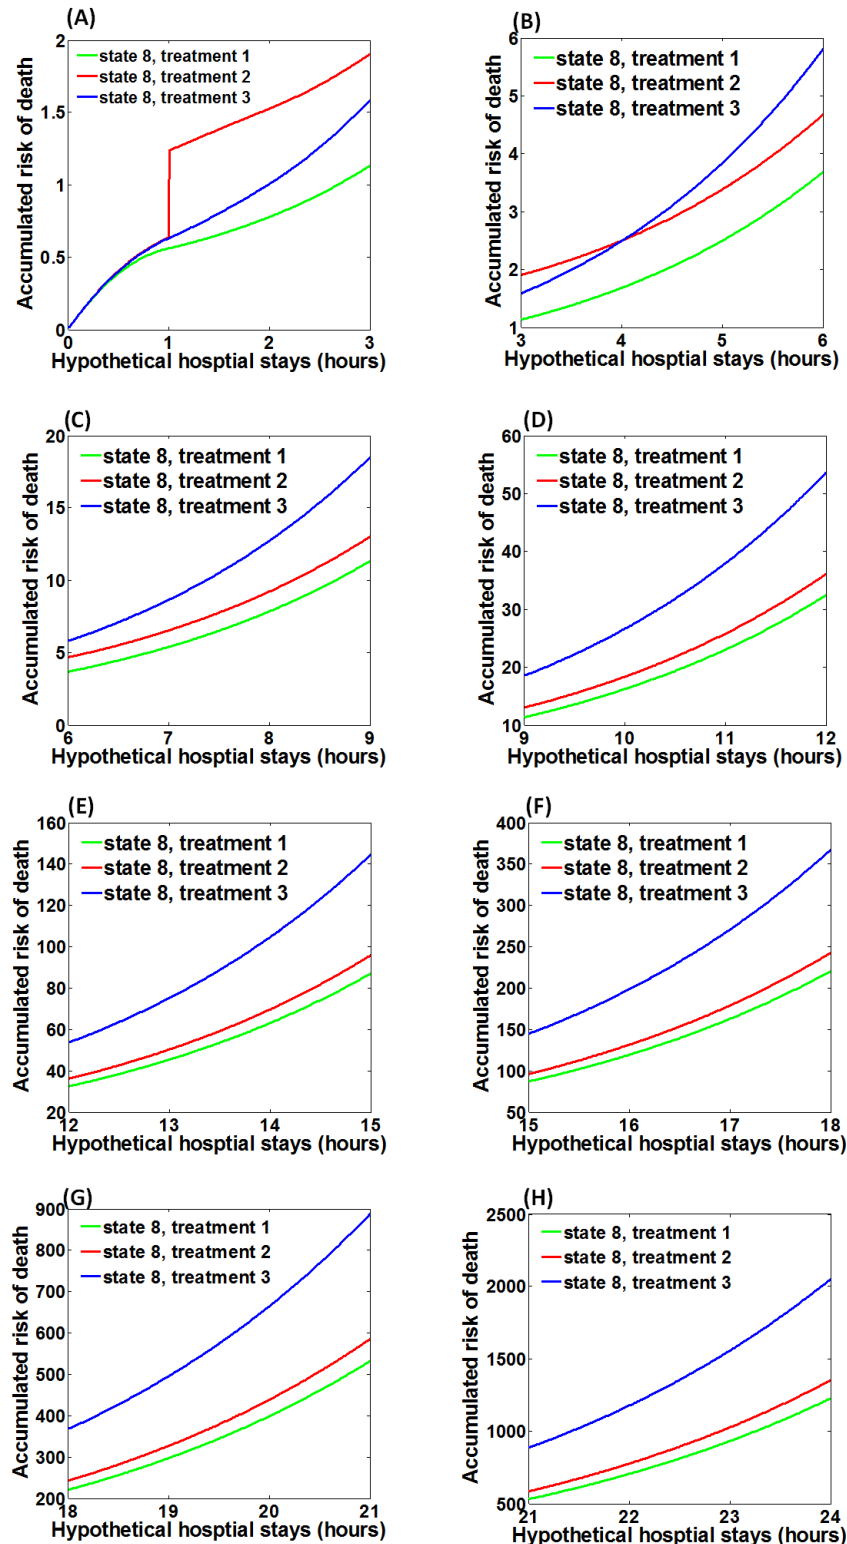 (A)
2
1.5
1
0.5
0
Accumulated risk of death
state 8, treatment 1
state 8, treatment 2
state 8, treatment 3
0 1 2 3
Hypothetical hosptial stays (hours)
(B)
6
5
4
3
2
1
Accumulated risk of death
state 8, treatment 1
state 8, treatment 2
state 8, treatment 3
3 4 5 6
Hypothetical hosptial stays (hours)
(C)
20
15
10
5
0
Accumulated risk of death
state 8, treatment 1
state 8, treatment 2
state 8, treatment 3
6 7 8 9
Hypothetical hosptial stays (hours)
(D)
60
50
40
30
20
10
Accumulated risk of death
state 8, treatment 1
state 8, treatment 2
state 8, treatment 3
9 10 11 12
Hypothetical hosptial stays (hours)
(E)
160
140
120
100
80
60
40
20
Accumulated risk of death
state 8, treatment 1
state 8, treatment 2
state 8, treatment 3
12 13 14 15
Hypothetical hosptial stays (hours)
(F)
400
350
300
250
200
150
100
50
Accumulated risk of death
state 8, treatment 1
state 8, treatment 2
state 8, treatment 3
15 16 17 18
Hypothetical hosptial stays (hours)
(G)
900
800
700
600
500
400
300
200
Accumulated risk of death
state 8, treatment 1
state 8, treatment 2
state 8, treatment 3
18 19 20 21
Hypothetical hosptial stays (hours)
(H)
2500
2000
1500
1000
500
Accumulated risk of death
state 8, treatment 1
state 8, treatment 2
state 8, treatment 3
21 22 23 24
Hypothetical hosptial stays (hours)